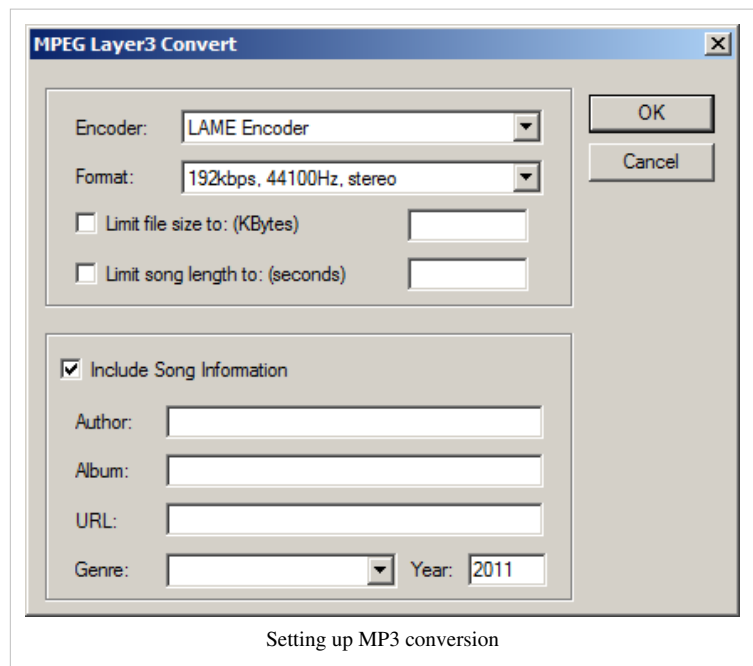 MPEG Layer3 Convert
Encoder: LAME Encoder
OK
Format: 192kbps, 44100Hz, stereo
Cancel
Limit file size to: (KBytes)
Limit song length to: (seconds)
Include Song Information
Author:
Album:
URL:
Genre: Year: 2011
Setting up MP3 conversion